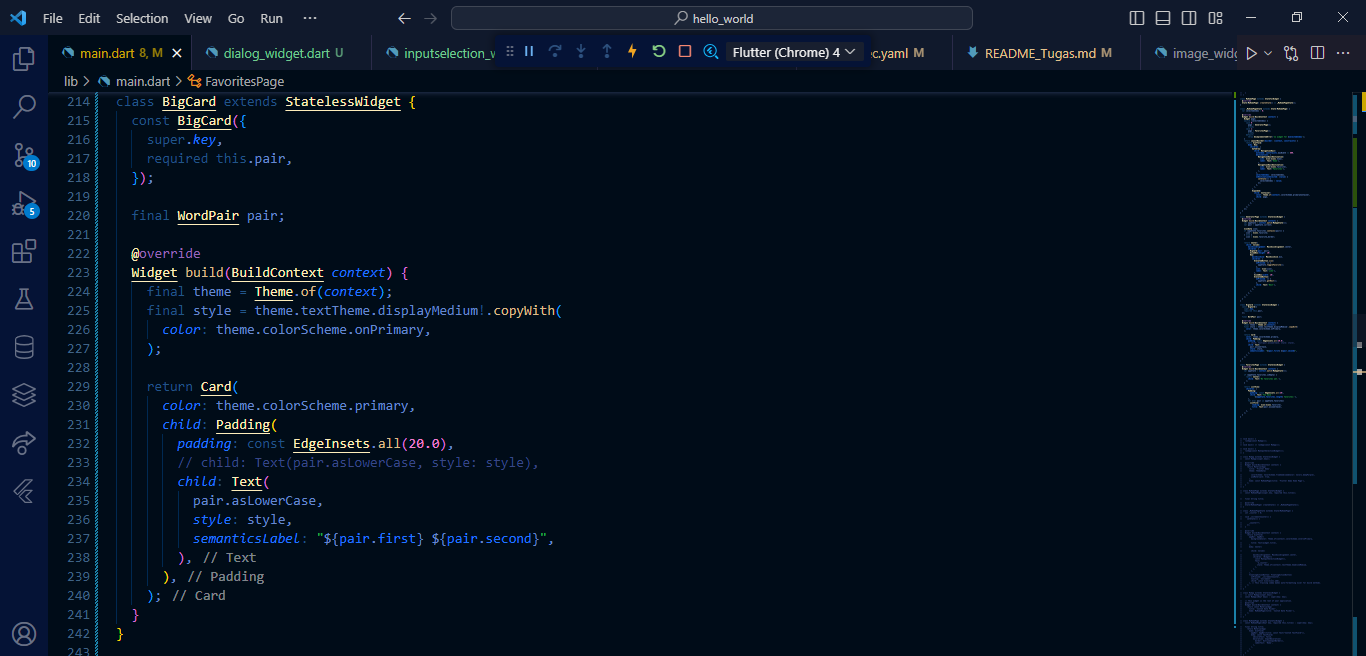 File Edit Selection View Go Run ··· hello_world
main.dart 8, M dialog_widget.dart U inputselection_w Flutter (Chrome) 4 ec.yaml M README_Tugas.md M image_widg
lib > main.dart > FavoritesPage
214 class BigCard extends StatelessWidget {
215 const BigCard({
216 super.key,
217 required this.pair,
218 });
219
220 final WordPair pair;
221
222 @override
223 Widget build(BuildContext context) {
224 final theme = Theme.of(context);
225 final style = theme.textTheme.displayMedium!.copyWith(
226 color: theme.colorScheme.onPrimary,
227 );
228
229 return Card(
230 color: theme.colorScheme.primary,
231 child: Padding(
232 padding: const EdgeInsets.all(20.0),
233 // child: Text(pair.asLowerCase, style: style),
234 child: Text(
235 pair.asLowerCase,
236 style: style,
237 semanticsLabel: "${pair.first} ${pair.second}",
238 ), // Text
239 ), // Padding
240 ); // Card
241 }
242 }
243
10
5